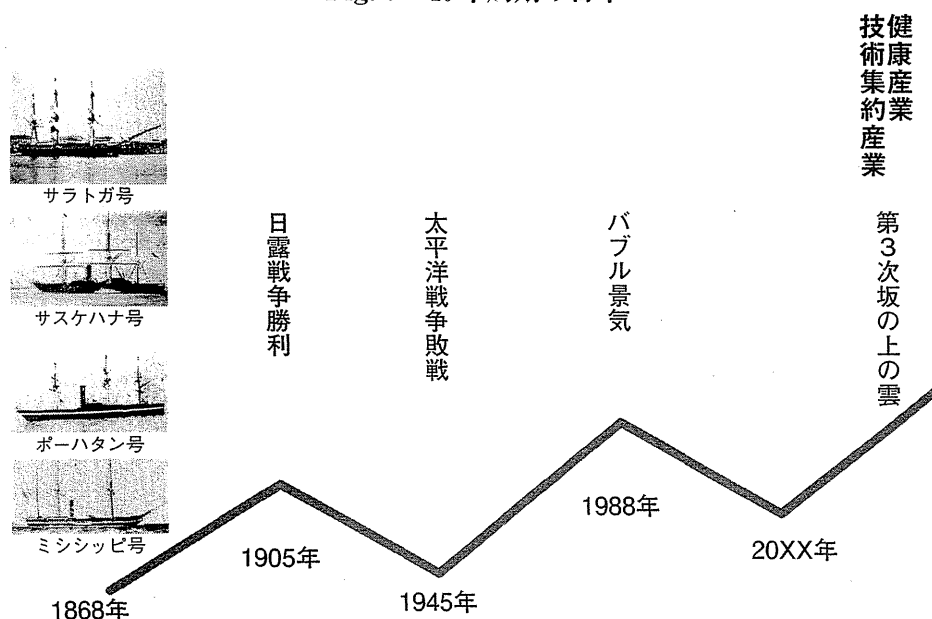 健康産業
技術集約産業
サラトガ号
サスケハナ号
ポーハタン号
ミシシッピ号
日露戦争勝利
太平洋戦争敗戦
バブル景気
第3次坂の上の雲
1868年
1905年
1945年
1988年
20XX年